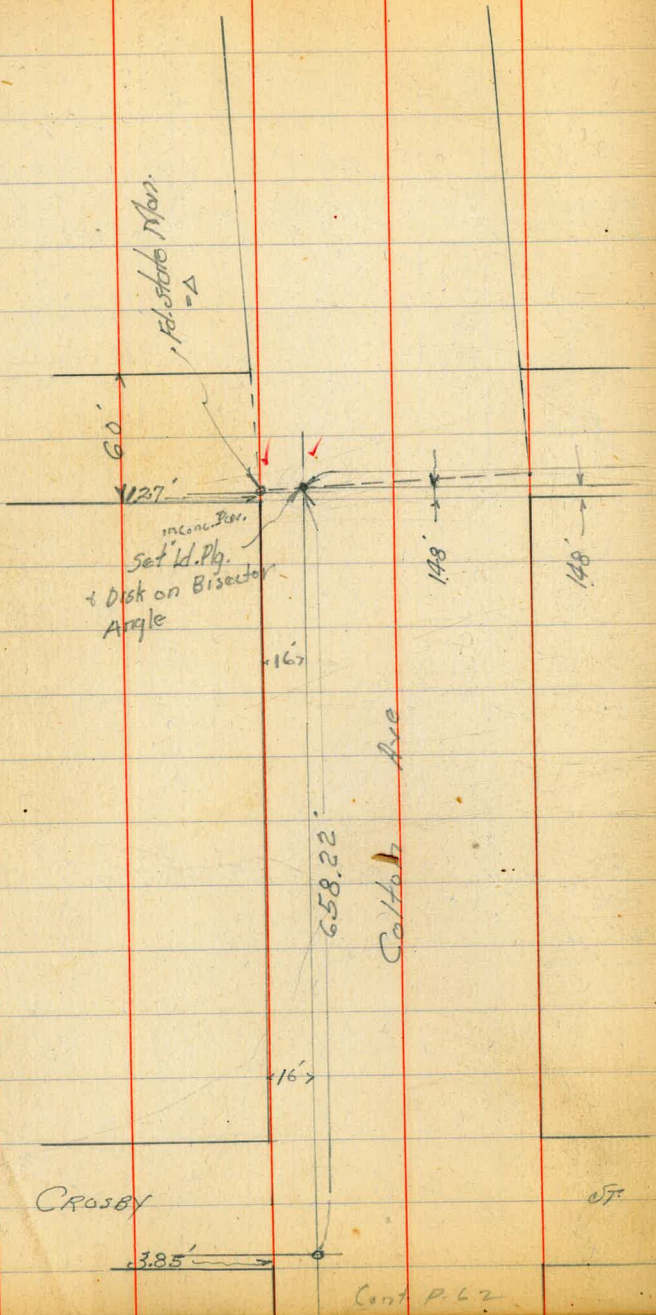 Fd. Stone Mon.
= Δ
60'
1.27'
in Conc. Pav.
Set Ld. Plg.
& Disk on Bisector
Angle
1.48'
1.48'
16'
658.22'
Colton Ave
16'
CROSBY ST.
3.85'
Cont P. 62